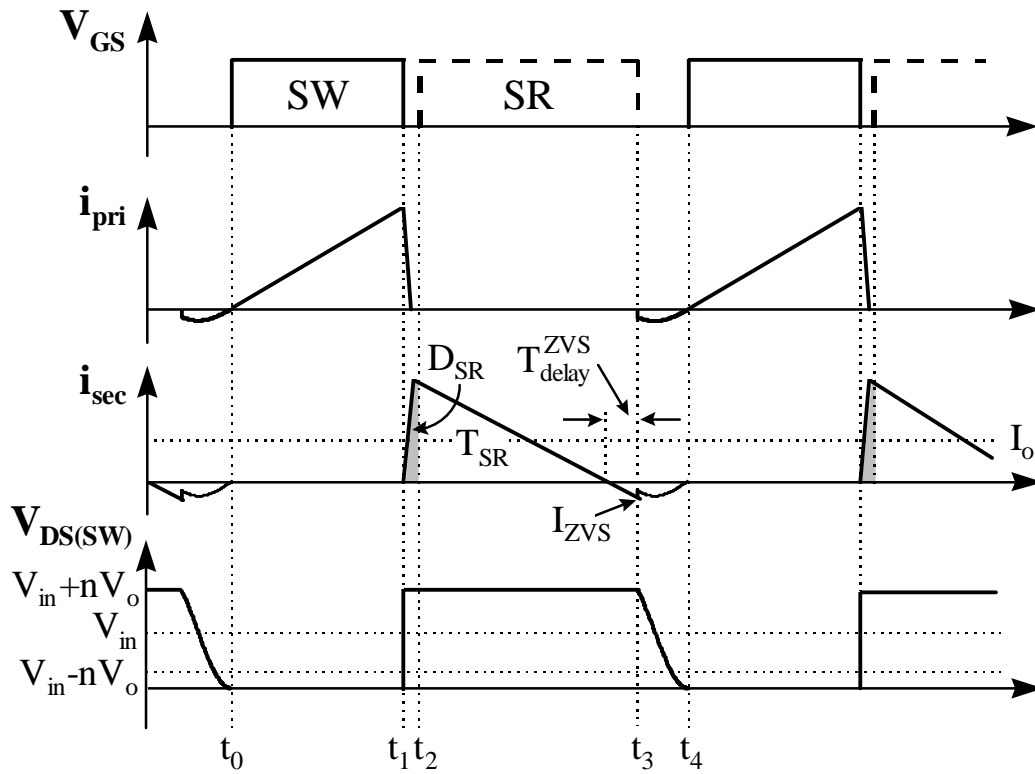 V_GS
SW
SR
i_pri
i_sec
D_SR
T_SR
T_delay^ZVS
I_o
I_ZVS
V_DS(SW)
V_in+nV_o
V_in
V_in-nV_o
t_0 t_1 t_2 t_3 t_4